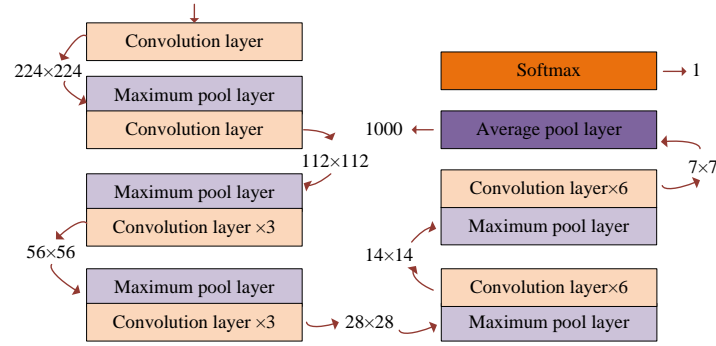 Convolution layer
224×224
Maximum pool layer
Convolution layer
112×112
Maximum pool layer
Convolution layer ×3
56×56
Maximum pool layer
Convolution layer ×3
28×28
Convolution layer×6
Maximum pool layer
14×14
Convolution layer×6
Maximum pool layer
7×7
Average pool layer
1000
Softmax
1